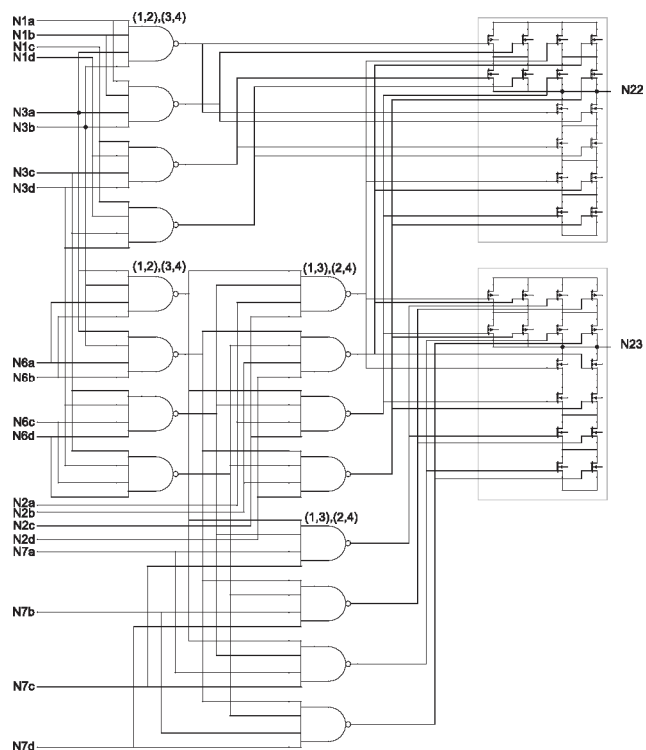 (1,2),(3,4)
N1a
N1b
N1c
N1d
N3a
N3b
N3c
N3d
N22
(1,2),(3,4)
(1,3),(2,4)
N6a
N6b
N6c
N6d
N23
N2a
N2b
N2c
N2d
N7a
(1,3),(2,4)
N7b
N7c
N7d